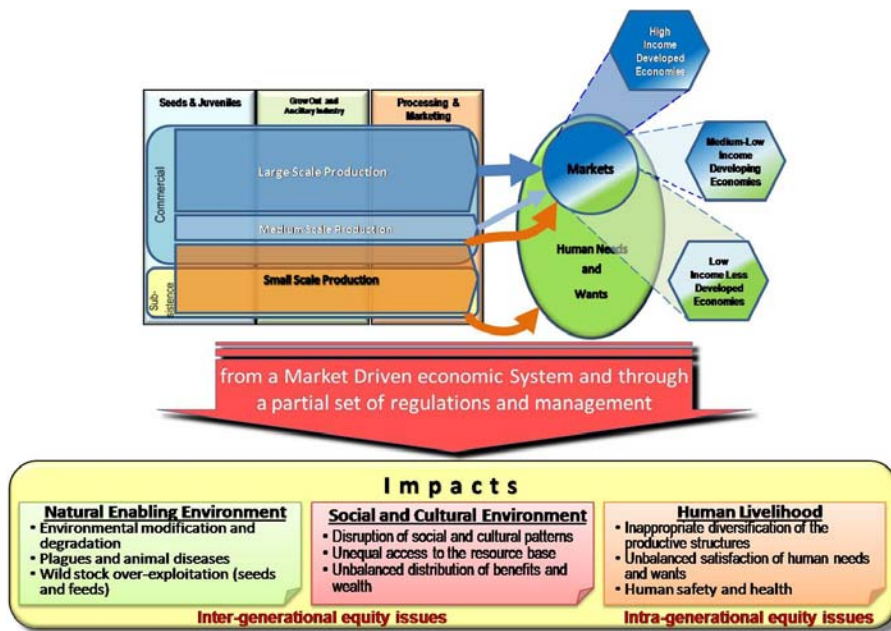 High
Income
Developed
Economies
Seeds & Juveniles
Grow Out and
Ancillary Industry
Processing &
Marketing
Commercial
Large Scale Production
Medium Scale Production
Small Scale Production
Sub-
sistence
Markets
Human Needs
and
Wants
Medium-Low
Income
Developing
Economies
Low
Income Less
Developed
Economies
from a Market Driven economic System and through
a partial set of regulations and management
Impacts
Natural Enabling Environment
• Environmental modification and
degradation
• Plagues and animal diseases
• Wild stock over-exploitation (seeds
and feeds)
Social and Cultural Environment
• Disruption of social and cultural patterns
• Unequal access to the resource base
• Unbalanced distribution of benefits and
wealth
Human Livelihood
• Inappropriate diversification of the
productive structures
• Unbalanced satisfaction of human needs
and wants
• Human safety and health
Inter-generational equity issues
Intra-generational equity issues